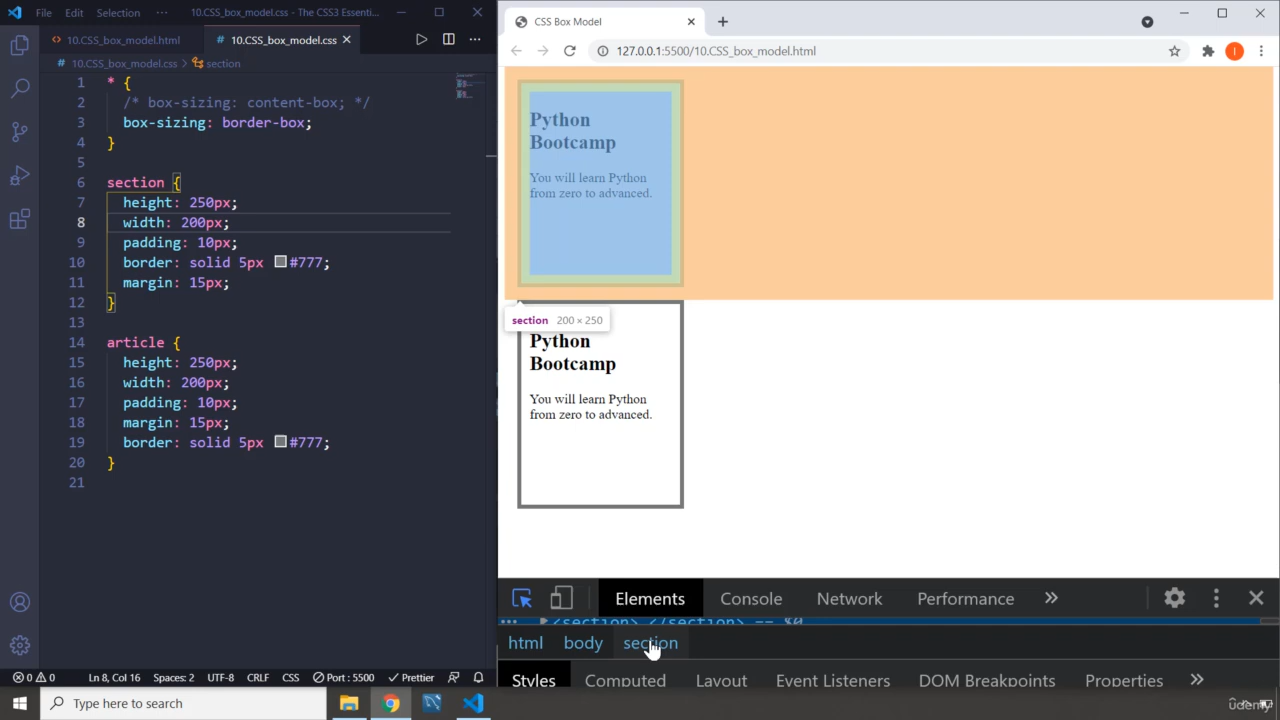 File Edit Selection ... 10.CSS_box_model.css - The CSS3 Essenti...
10.CSS_box_model.html 10.CSS_box_model.css
10.CSS_box_model.css > section
1 * {
2 /* box-sizing: content-box; */
3 box-sizing: border-box;
4 }
5
6 section {
7 height: 250px;
8 width: 200px;
9 padding: 10px;
10 border: solid 5px #777;
11 margin: 15px;
12 }
13
14 article {
15 height: 250px;
16 width: 200px;
17 padding: 10px;
18 margin: 15px;
19 border: solid 5px #777;
20 }
21
0 0 Ln 8, Col 16 Spaces: 2 UTF-8 CRLF CSS Port : 5500 Prettier
CSS Box Model
127.0.0.1:5500/10.CSS_box_model.html
I
Python
Bootcamp
You will learn Python
from zero to advanced.
section 200 × 250
Python
Bootcamp
You will learn Python
from zero to advanced.
Elements Console Network Performance »
... <section> </section> == $0
html body section
Styles Computed Layout Event Listeners DOM Breakpoints Properties »
Type here to search
udemy